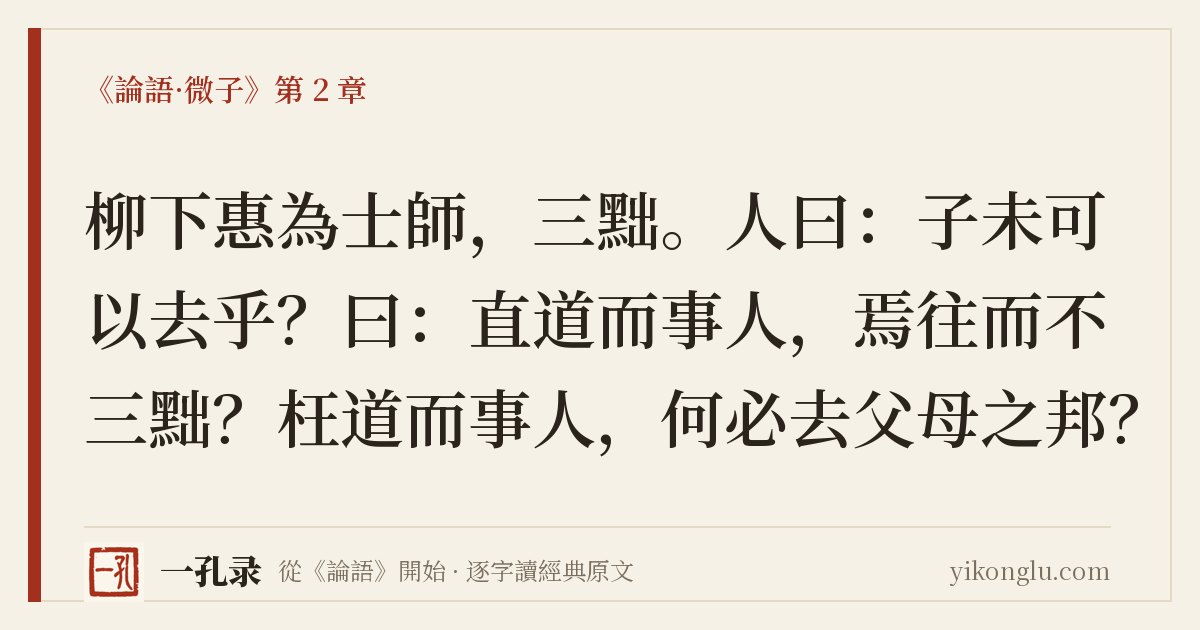 《論語·微子》第 2 章
柳下惠為士師，三黜。人曰：子未可
以去乎？曰：直道而事人，焉往而不
三黜？枉道而事人，何必去父母之邦？
一孔
一孔录 從《論語》開始 · 逐字讀經典原文 yikonglu.com